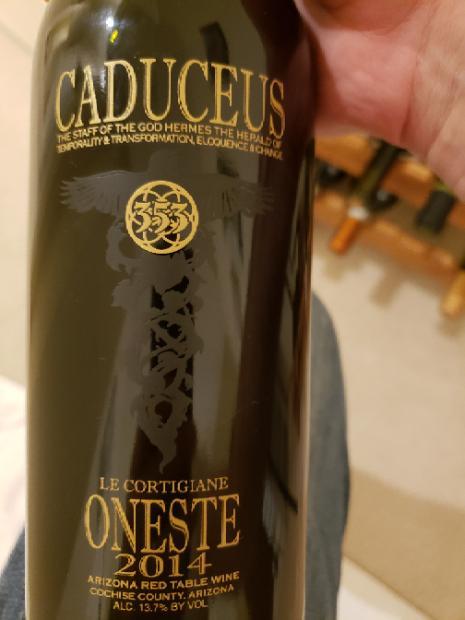 CADUCEUS
THE STAFF OF THE GOD HERMES THE HERALD OF
TEMPORALITY & TRANSFORMATION, ELOQUENCE & CHANGE
353
LE CORTIGIANE
ONESTE
2014
ARIZONA RED TABLE WINE
COCHISE COUNTY, ARIZONA
ALC. 13.7% BY VOL